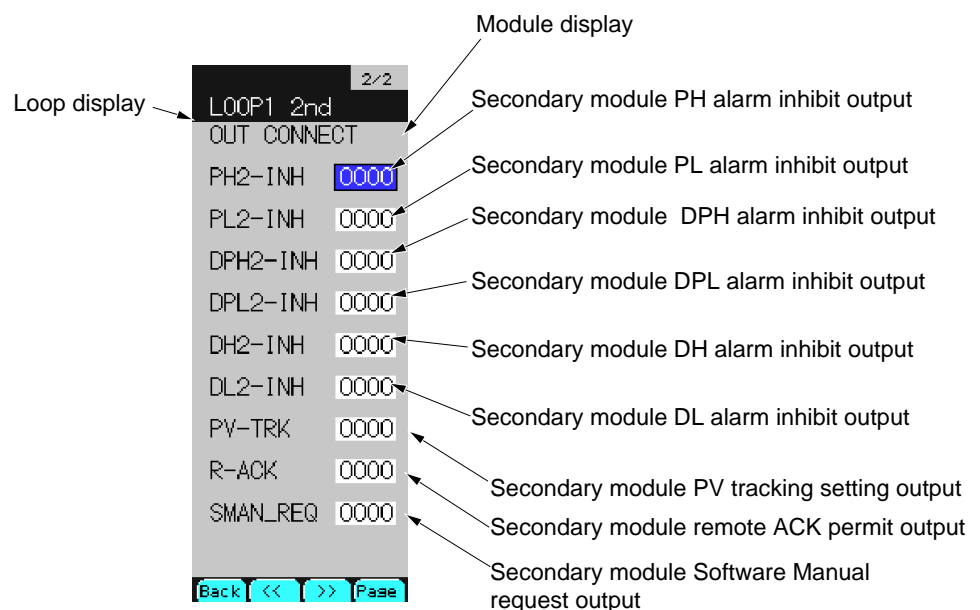 Module display
2/2
Loop display
LOOP1 2nd
OUT CONNECT
PH2-INH 0000
Secondary module PH alarm inhibit output
PL2-INH 0000
Secondary module PL alarm inhibit output
DPH2-INH 0000
Secondary module DPH alarm inhibit output
DPL2-INH 0000
Secondary module DPL alarm inhibit output
DH2-INH 0000
Secondary module DH alarm inhibit output
DL2-INH 0000
Secondary module DL alarm inhibit output
PV-TRK 0000
Secondary module PV tracking setting output
R-ACK 0000
Secondary module remote ACK permit output
SMAN_REQ 0000
Secondary module Software Manual
request output
Back << >> Page